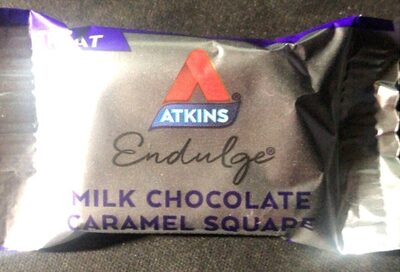 ATKINS
Endulge®
MILK CHOCOLATE
CARAMEL SQUARE